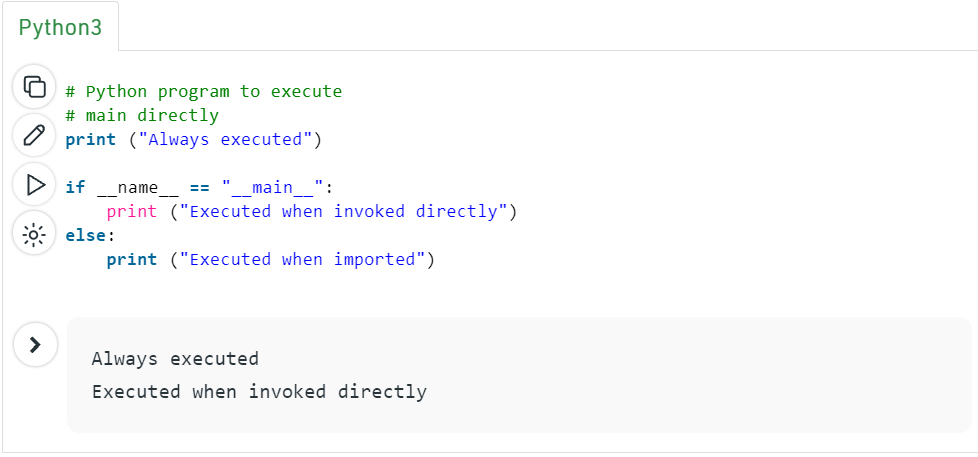 Python3
# Python program to execute
# main directly
print ("Always executed")
if __name__ == "__main__":
    print ("Executed when invoked directly")
else:
    print ("Executed when imported")
Always executed
Executed when invoked directly